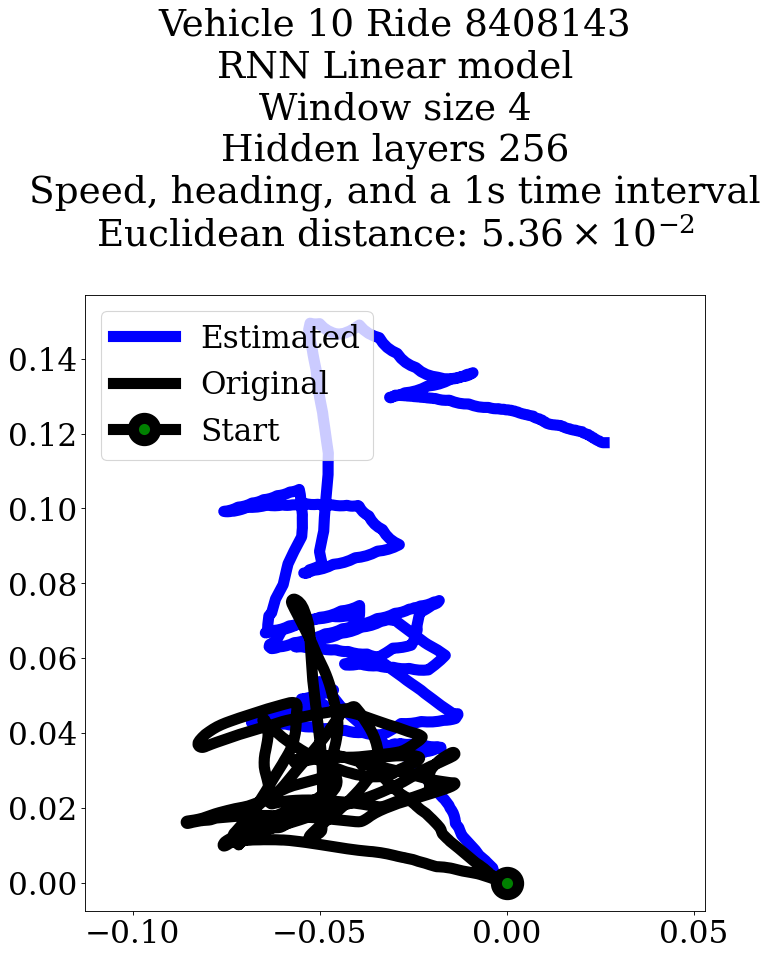 Vehicle 10 Ride 8408143
RNN Linear model
Window size 4
Hidden layers 256
Speed, heading, and a 1s time interval
Euclidean distance: 5.36 × 10⁻²
Estimated
Original
Start
0.14
0.12
0.10
0.08
0.06
0.04
0.02
0.00
−0.10 −0.05 0.00 0.05